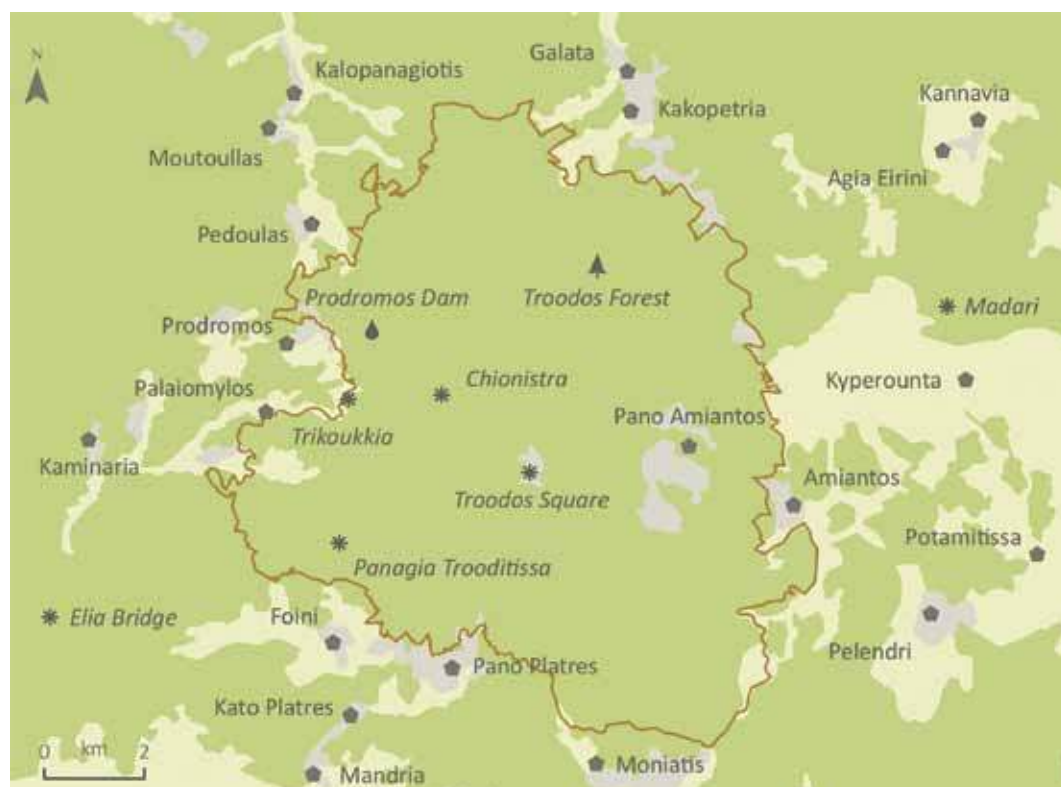 N
Galata
Kalopanagiotis
Kannavia
Kakopetria
Moutoullas
Agia Eirini
Pedoulas
Prodromos Dam
Troodos Forest
Madari
Prodromos
Chionistra
Kyperounta
Palaiomylos
Pano Amiantos
Trikoukkia
Kaminaria
Troodos Square
Amiantos
Potamitissa
Panagia Trooditissa
Elia Bridge
Foini
Pelendri
Pano Platres
Kato Platres
0 km 2
Mandria
Moniatis